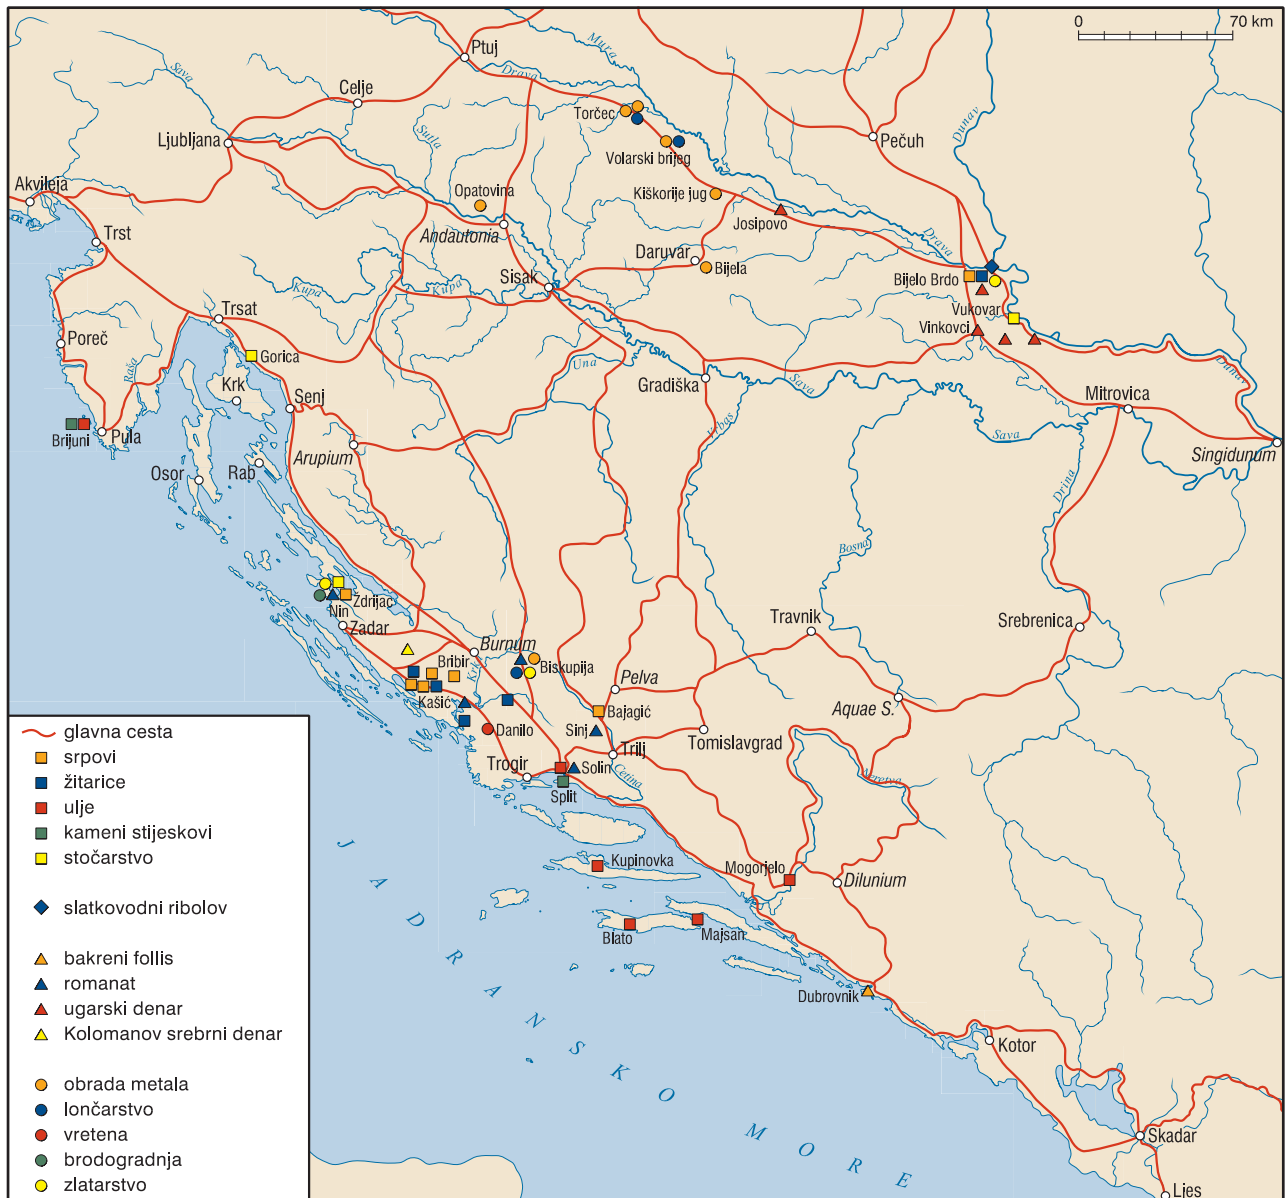 0 70 km
Ptuj
Mura
Drava
Sava
Celje
Torčec
Dunav
Pečuh
Ljubljana
Sutla
Volarski brijeg
Akvileja
Opatovina
Kiškorije jug
Josipovo
Andautonia
Trst
Drava
Daruvar
Bijela
Sisak
Bijelo Brdo
Kupa
Kupa
Trsat
Vukovar
Vinkovci
Poreč
Gorica
Raša
Una
Dunav
Gradiška
Sava
Krk
Senj
Mitrovica
Vrbas
Sava
Brijuni
Pula
Arupium
Singidunum
Osor
Rab
Drina
Bosna
Ždrijac
Nin
Zadar
Travnik
Srebrenica
Burnum
Bribir
Krka
Biskupija
Pelva
Kašić
Bajagić
Aquae S.
Danilo
Sinj
Tomislavgrad
Trilj
Trogir
Solin
Cetina
Neretva
Split
Kupinovka
Mogorjelo
Dilunium
Blato
Majsan
Dubrovnik
Kotor
Skadar
Ljes
JADRANSKO MORE
glavna cesta
srpovi
žitarice
ulje
kameni stijeskovi
stočarstvo
slatkovodni ribolov
bakreni follis
romanat
ugarski denar
Kolomanov srebrni denar
obrada metala
lončarstvo
vretena
brodogradnja
zlatarstvo